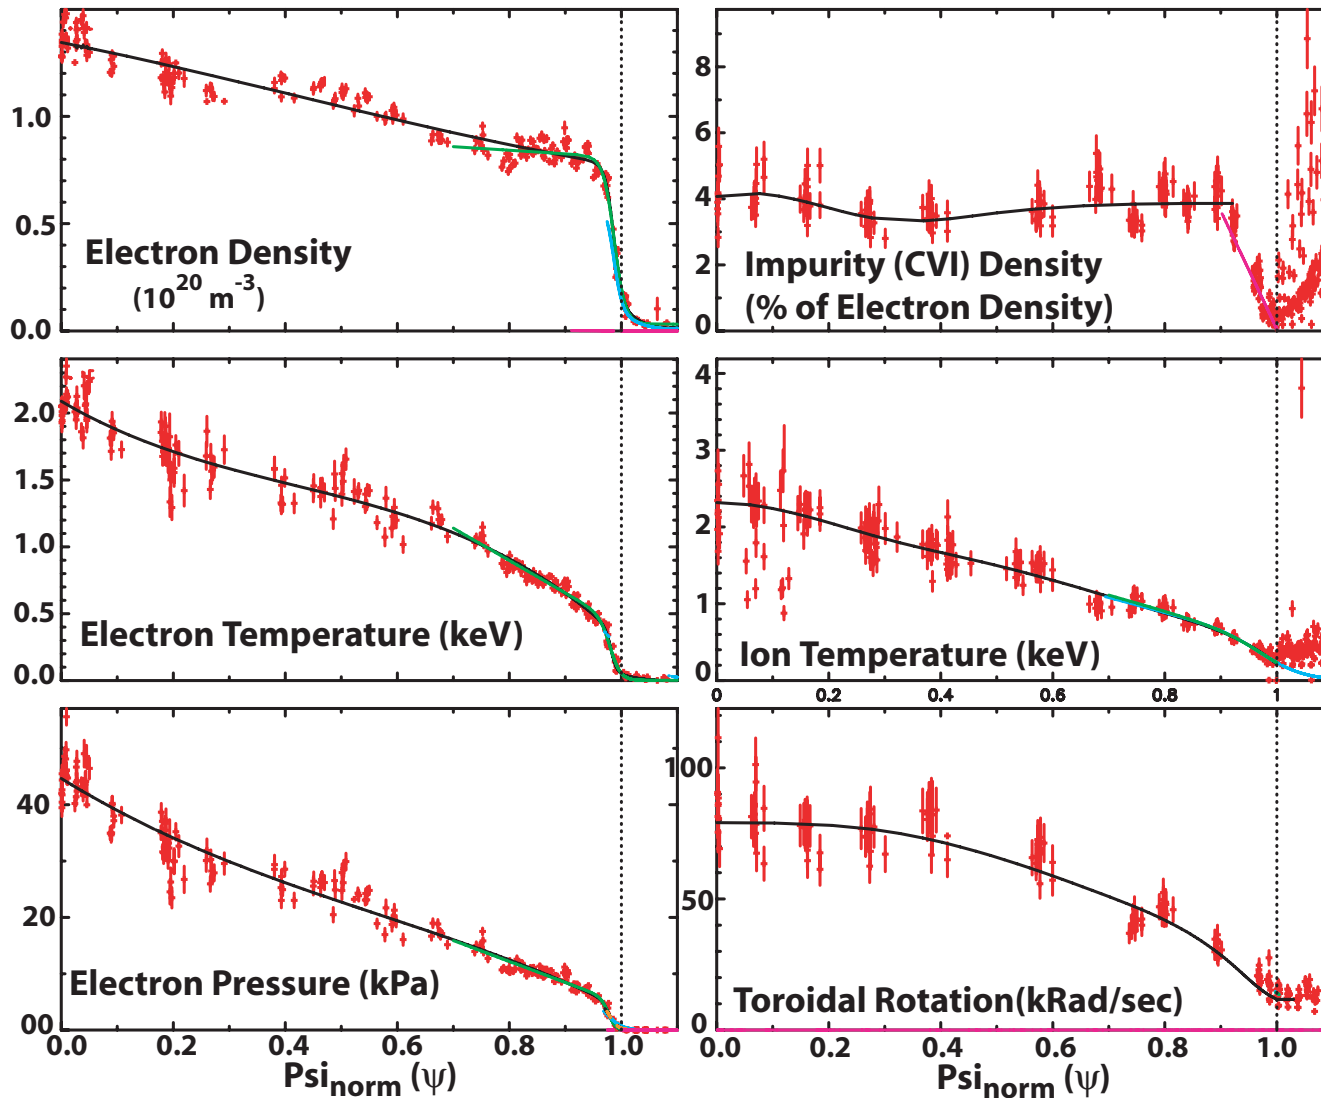 1.0
0.5
0.0
Electron Density
(10²⁰ m⁻³)
8
6
4
2
0
Impurity (CVI) Density
(% of Electron Density)
2.0
1.5
1.0
0.5
0.0
Electron Temperature (keV)
4
3
2
1
0
Ion Temperature (keV)
0 0.2 0.4 0.6 0.8 1
40
20
00
Electron Pressure (kPa)
0.0 0.2 0.4 0.6 0.8 1.0
Psi_norm (ψ)
100
50
0
Toroidal Rotation(kRad/sec)
0.0 0.2 0.4 0.6 0.8 1.0
Psi_norm (ψ)